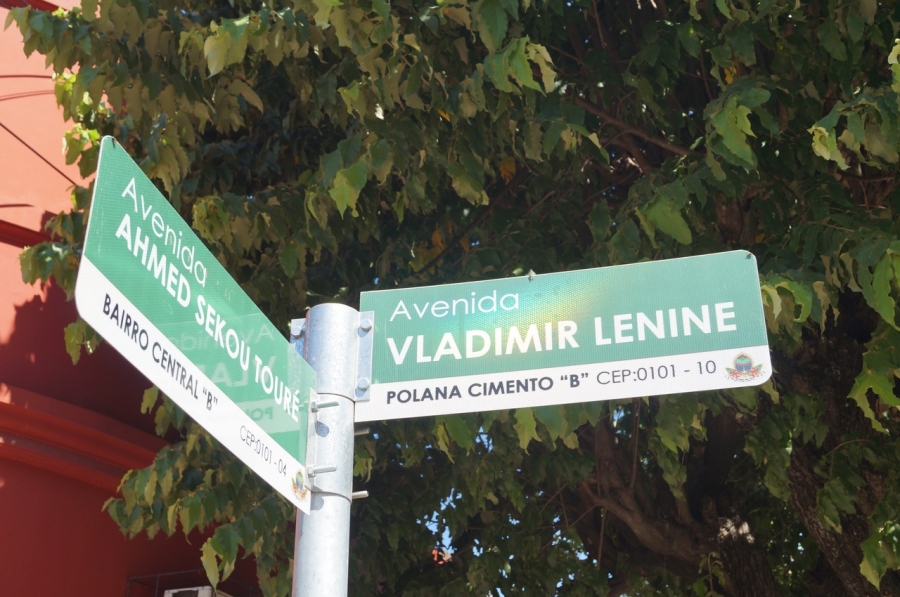 Avenida
AHMED SEKOU TOURÉ
BAIRRO CENTRAL "B"
CEP:0101 - 04
Avenida
VLADIMIR LENINE
POLANA CIMENTO "B" CEP:0101 - 10